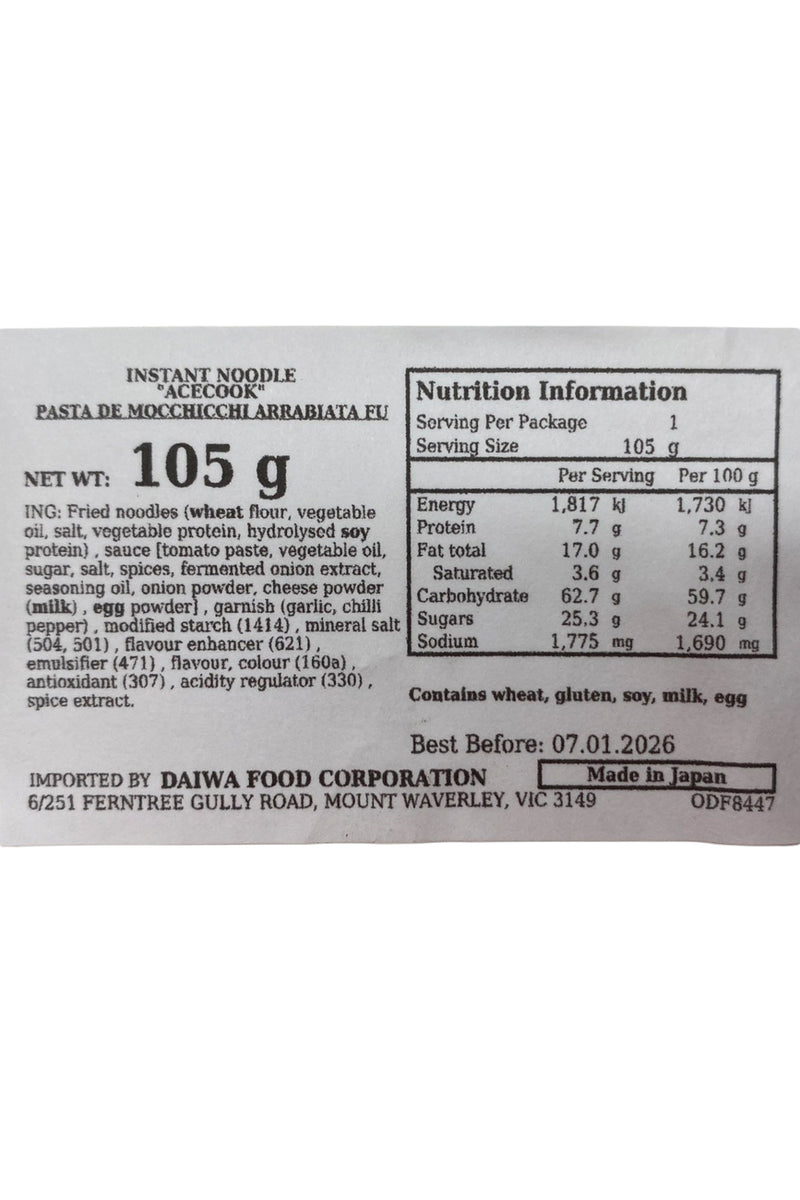 INSTANT NOODLE
"ACECOOK"
PASTA DE MOCCHICCHI ARRABIATA FU
NET WT: 105 g
ING: Fried noodles (wheat flour, vegetable
oil, salt, vegetable protein, hydrolysed soy
protein) , sauce [tomato paste, vegetable oil,
sugar, salt, spices, fermented onion extract,
seasoning oil, onion powder, cheese powder
(milk) , egg powder] , garnish (garlic, chilli
pepper) , modified starch (1414) , mineral salt
(504, 501) , flavour enhancer (621) ,
emulsifier (471) , flavour, colour (160a) ,
antioxidant (307) , acidity regulator (330) ,
spice extract.
Nutrition Information
Serving Per Package 1
Serving Size 105 g
Per Serving Per 100 g
Energy 1,817 kj 1,730 kj
Protein 7.7 g 7.3 g
Fat total 17.0 g 16.2 g
Saturated 3.6 g 3.4 g
Carbohydrate 62.7 g 59.7 g
Sugars 25.3 g 24.1 g
Sodium 1,775 mg 1,690 mg
Contains wheat, gluten, soy, milk, egg
Best Before: 07.01.2026
IMPORTED BY DAIWA FOOD CORPORATION
Made in Japan
6/251 FERNTREE GULLY ROAD, MOUNT WAVERLEY, VIC 3149
ODF8447